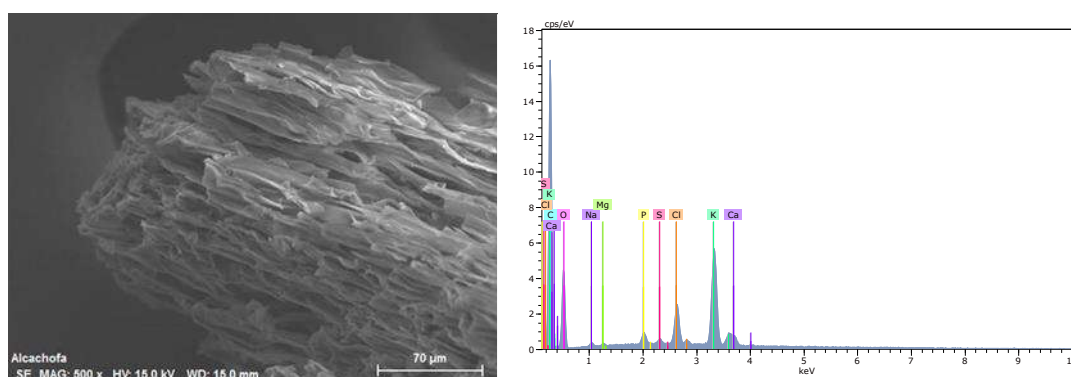 Alcachofa
70 µm
SE MAG: 500 x HV: 15.0 kV WD: 15.0 mm
cps/eV
18
16
14
12
10
8
6
4
2
0
S
K
Cl
C
Ca
O
Na
Mg
P
S
Cl
K
Ca
1 2 3 4 5 6 7 8 9 10
keV